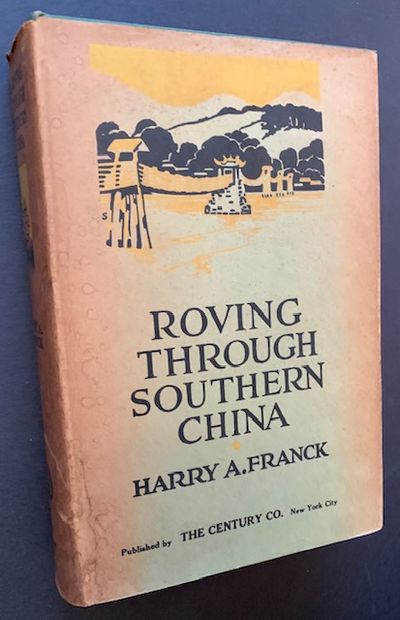 S
ROVING
THROUGH
SOUTHERN
CHINA
HARRY A. FRANCK
Published by THE CENTURY CO. New York City